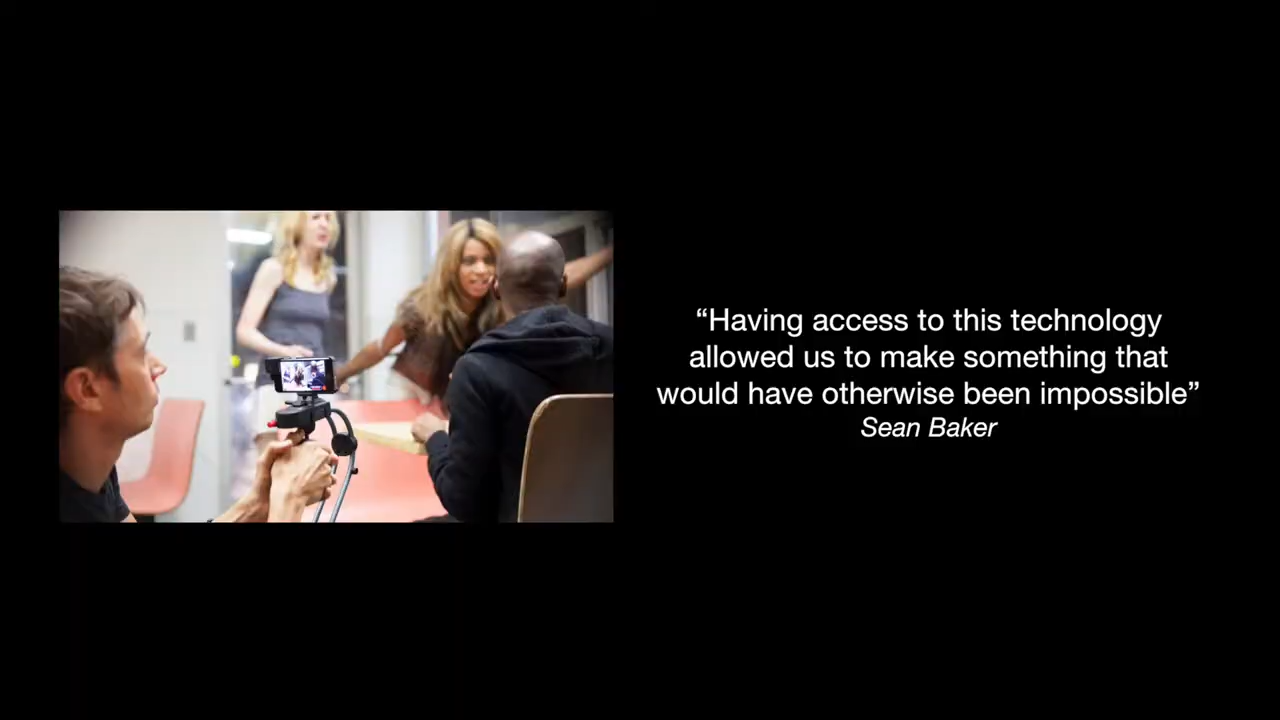 “Having access to this technology
allowed us to make something that
would have otherwise been impossible”
Sean Baker